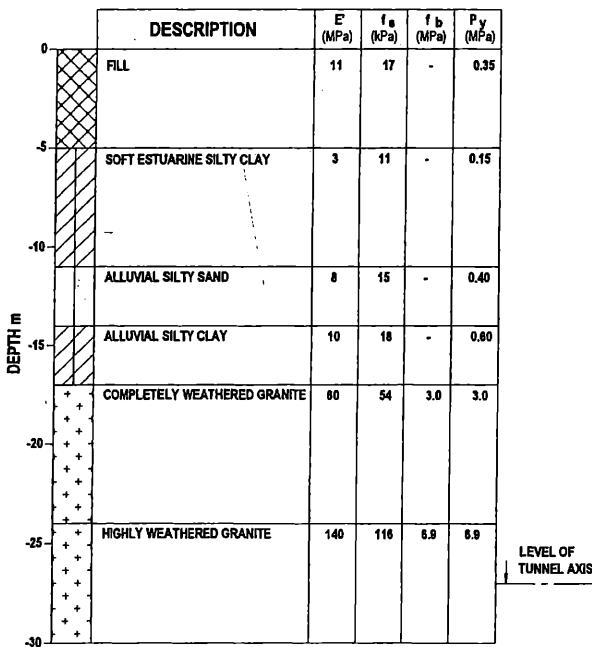 DESCRIPTION E' (MPa) f s (kPa) f b (MPa) P y (MPa)
0
FILL 11 17 - 0.35
-5
SOFT ESTUARINE SILTY CLAY 3 11 - 0.15
-10
ALLUVIAL SILTY SAND 8 15 - 0.40
ALLUVIAL SILTY CLAY 10 18 - 0.60
-15
DEPTH m
COMPLETELY WEATHERED GRANITE 60 54 3.0 3.0
-20
HIGHLY WEATHERED GRANITE 140 116 6.9 6.9
-25
LEVEL OF
TUNNEL AXIS
-30